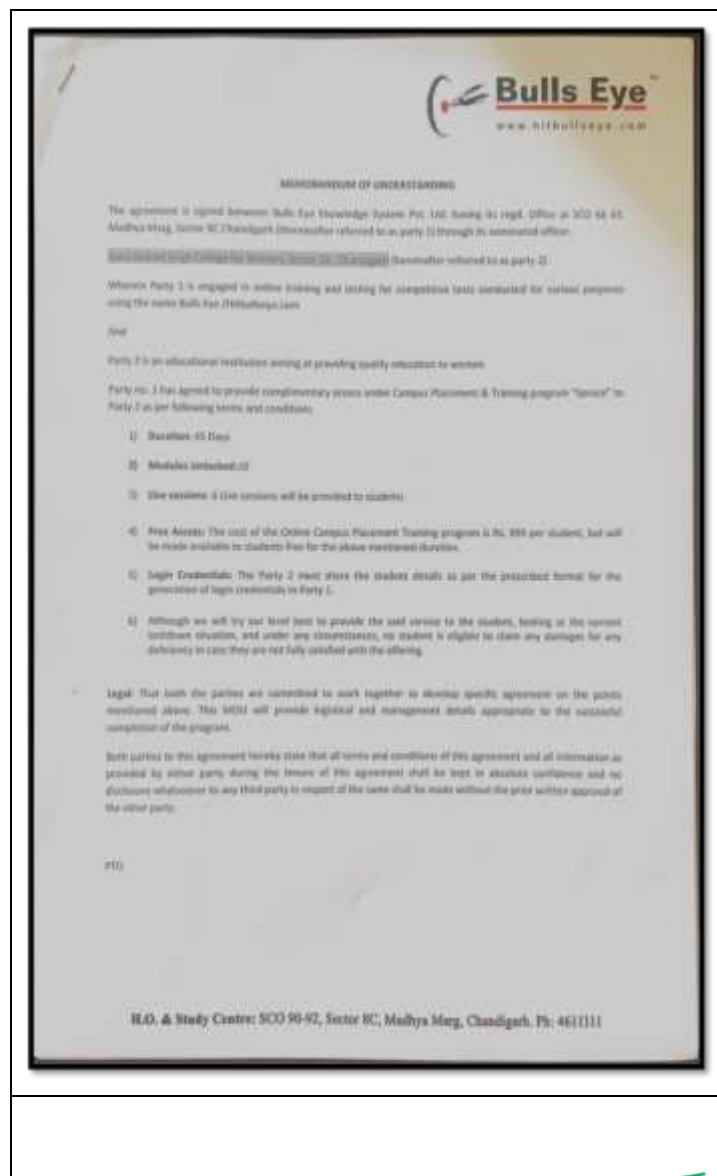 Bulls Eye™
www.hitbullseye.com
MEMORANDUM OF UNDERSTANDING
The agreement is signed between Bulls Eye Knowledge System Pvt. Ltd. having its regd. Office at SCO
Madhya Marg, Sector 8C Chandigarh (Hereinafter referred to as party 1) through its nominated officer.
College for Women, Sector Chandigarh (hereinafter referred to as party 2)
Wherein Party 1 is engaged in online training and testing for competitive tests conducted for various purposes
using the name Bulls Eye /Hitbullseye.com
And
Party 2 is an educational institution aiming at providing quality education to women
Party no. 1 has agreed to provide complimentary access under Campus Placement & Training program to
Party 2 as per following terms and conditions
1) Duration: 45 Days
2) Modules
3) Live sessions: 6 Live sessions will be provided to students
4) Free Access: The cost of the Online Campus Placement Training program is Rs. 999 per student, but will
be made available to students free for the above mentioned duration.
5) Login Credentials: The Party 2 must share the student details as per the prescribed format for the
generation of login credentials to Party 1.
6) Although we will try our level best to provide the said service to the student, looking at the current
lockdown situation, and under any circumstances, no student is eligible to claim any damages for any
deficiency in case they are not fully satisfied with the offering.
Legal: That both the parties are committed to work together to develop specific agreement on the points
mentioned above. This MOU will provide logistical and management details appropriate to the successful
completion of the program.
Both parties to this agreement hereby state that all terms and conditions of this agreement and all information as
provided by either party during the tenure of this agreement shall be kept in absolute confidence and no
disclosure whatsoever to any third party in respect of the same shall be made without the prior written approval of
the other party.
PTO
H.O. & Study Centre: SCO 90-92, Sector 8C, Madhya Marg, Chandigarh. Ph: 4611111